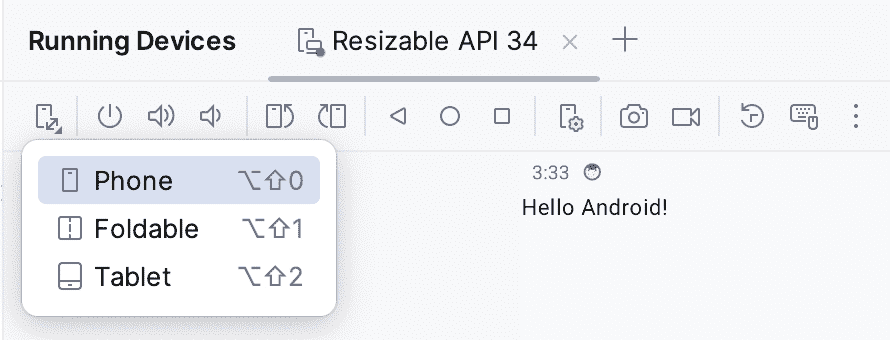 Running Devices Resizable API 34
3:33
Hello Android!
Phone ⌥⇧0
Foldable ⌥⇧1
Tablet ⌥⇧2